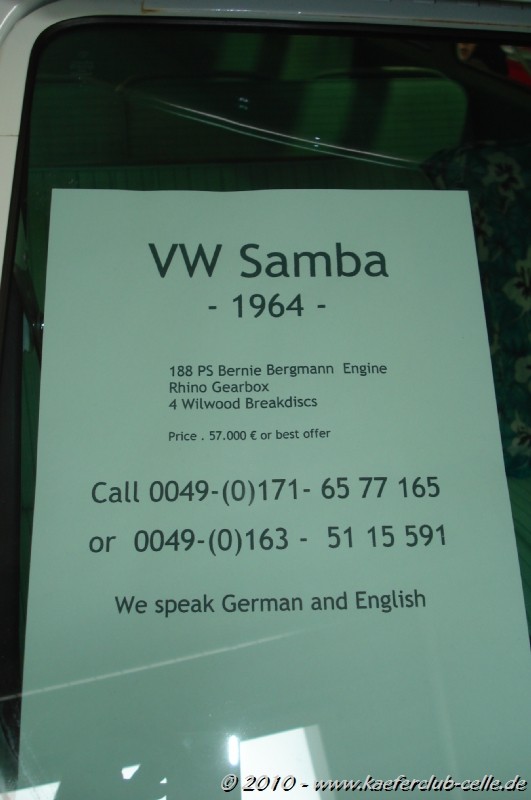 VW Samba
- 1964 -
188 PS Bernie Bergmann Engine
Rhino Gearbox
4 Wilwood Breakdiscs
Price . 57.000 € or best offer
Call 0049-(0)171- 65 77 165
or 0049-(0)163 - 51 15 591
We speak German and English
© 2010 - www.kaeferclub-celle.de